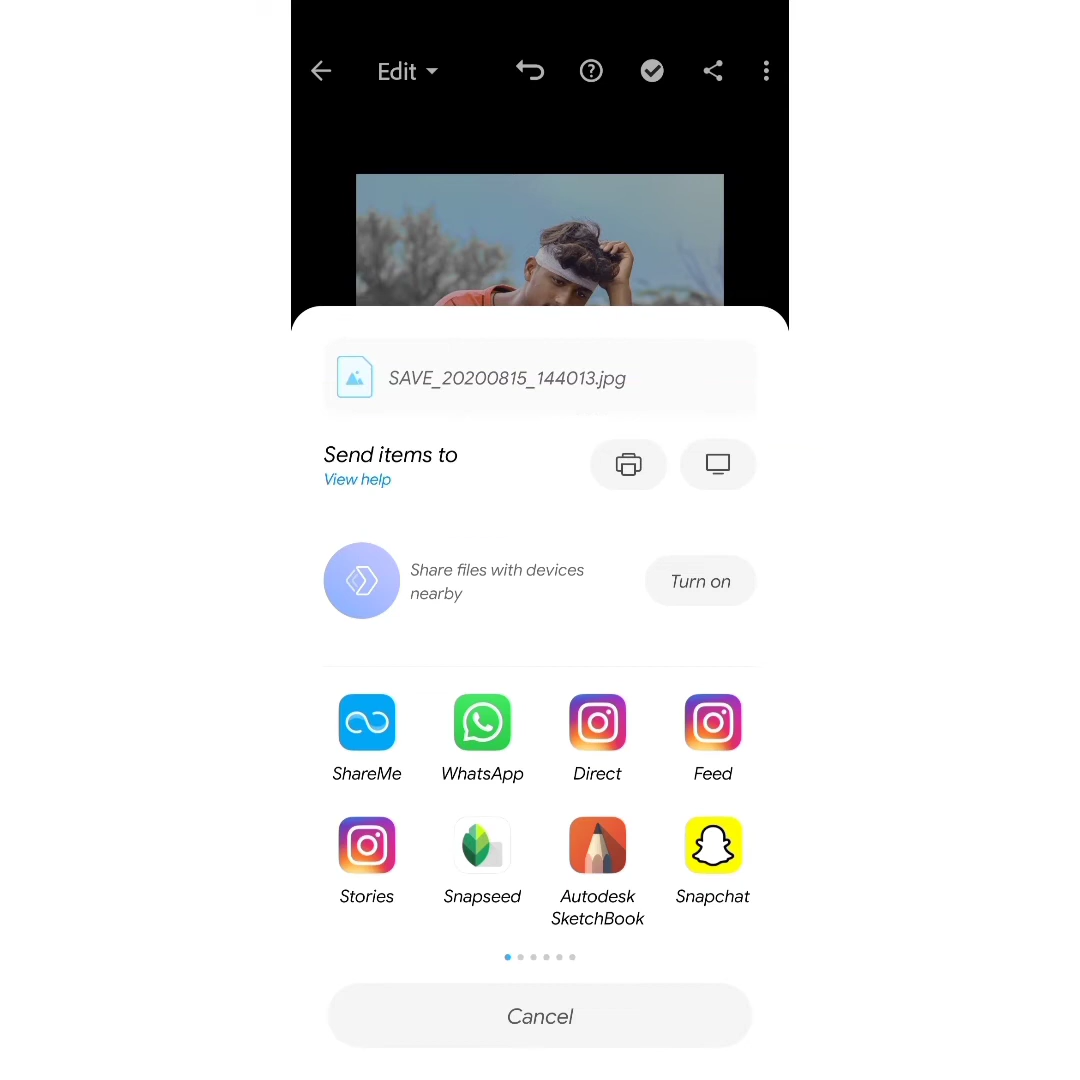 Edit
SAVE_20200815_144013.jpg
Send items to
View help
Share files with devices
nearby
Turn on
ShareMe
WhatsApp
Direct
Feed
Stories
Snapseed
Autodesk
SketchBook
Snapchat
Cancel